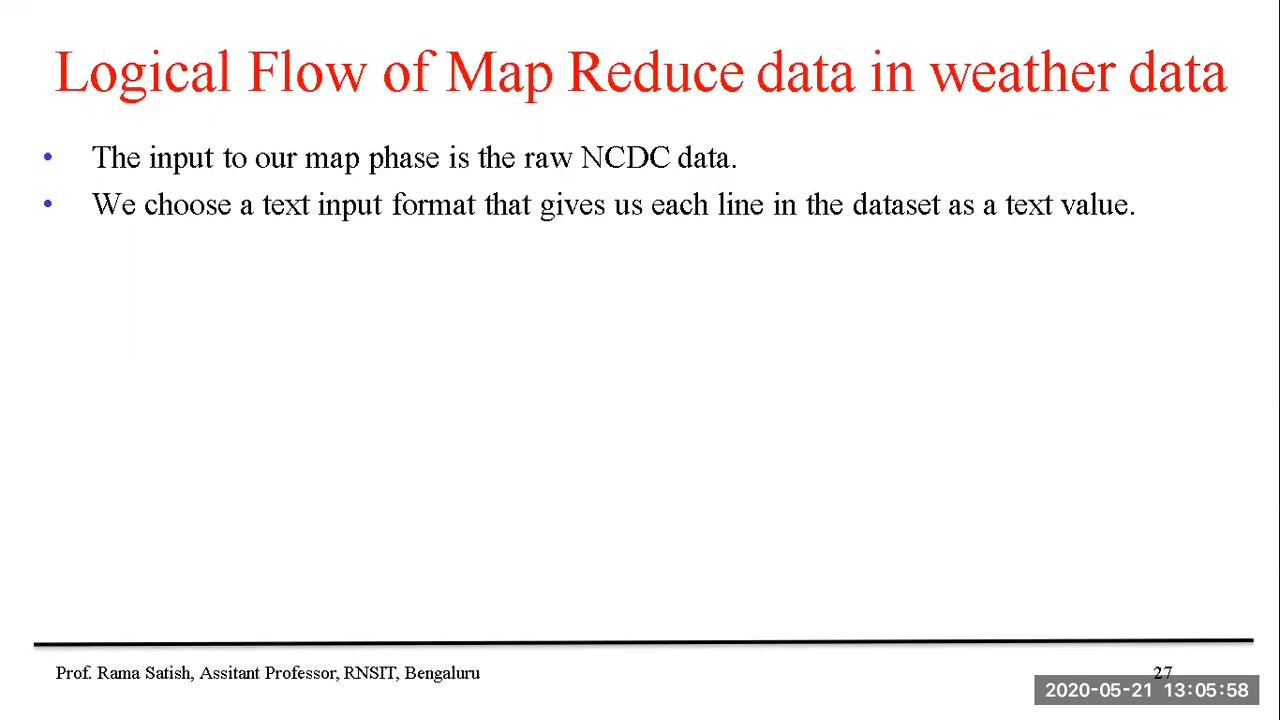 Logical Flow of Map Reduce data in weather data
• The input to our map phase is the raw NCDC data.
• We choose a text input format that gives us each line in the dataset as a text value.
Prof. Rama Satish, Assitant Professor, RNSIT, Bengaluru
27
2020-05-21 13:05:58